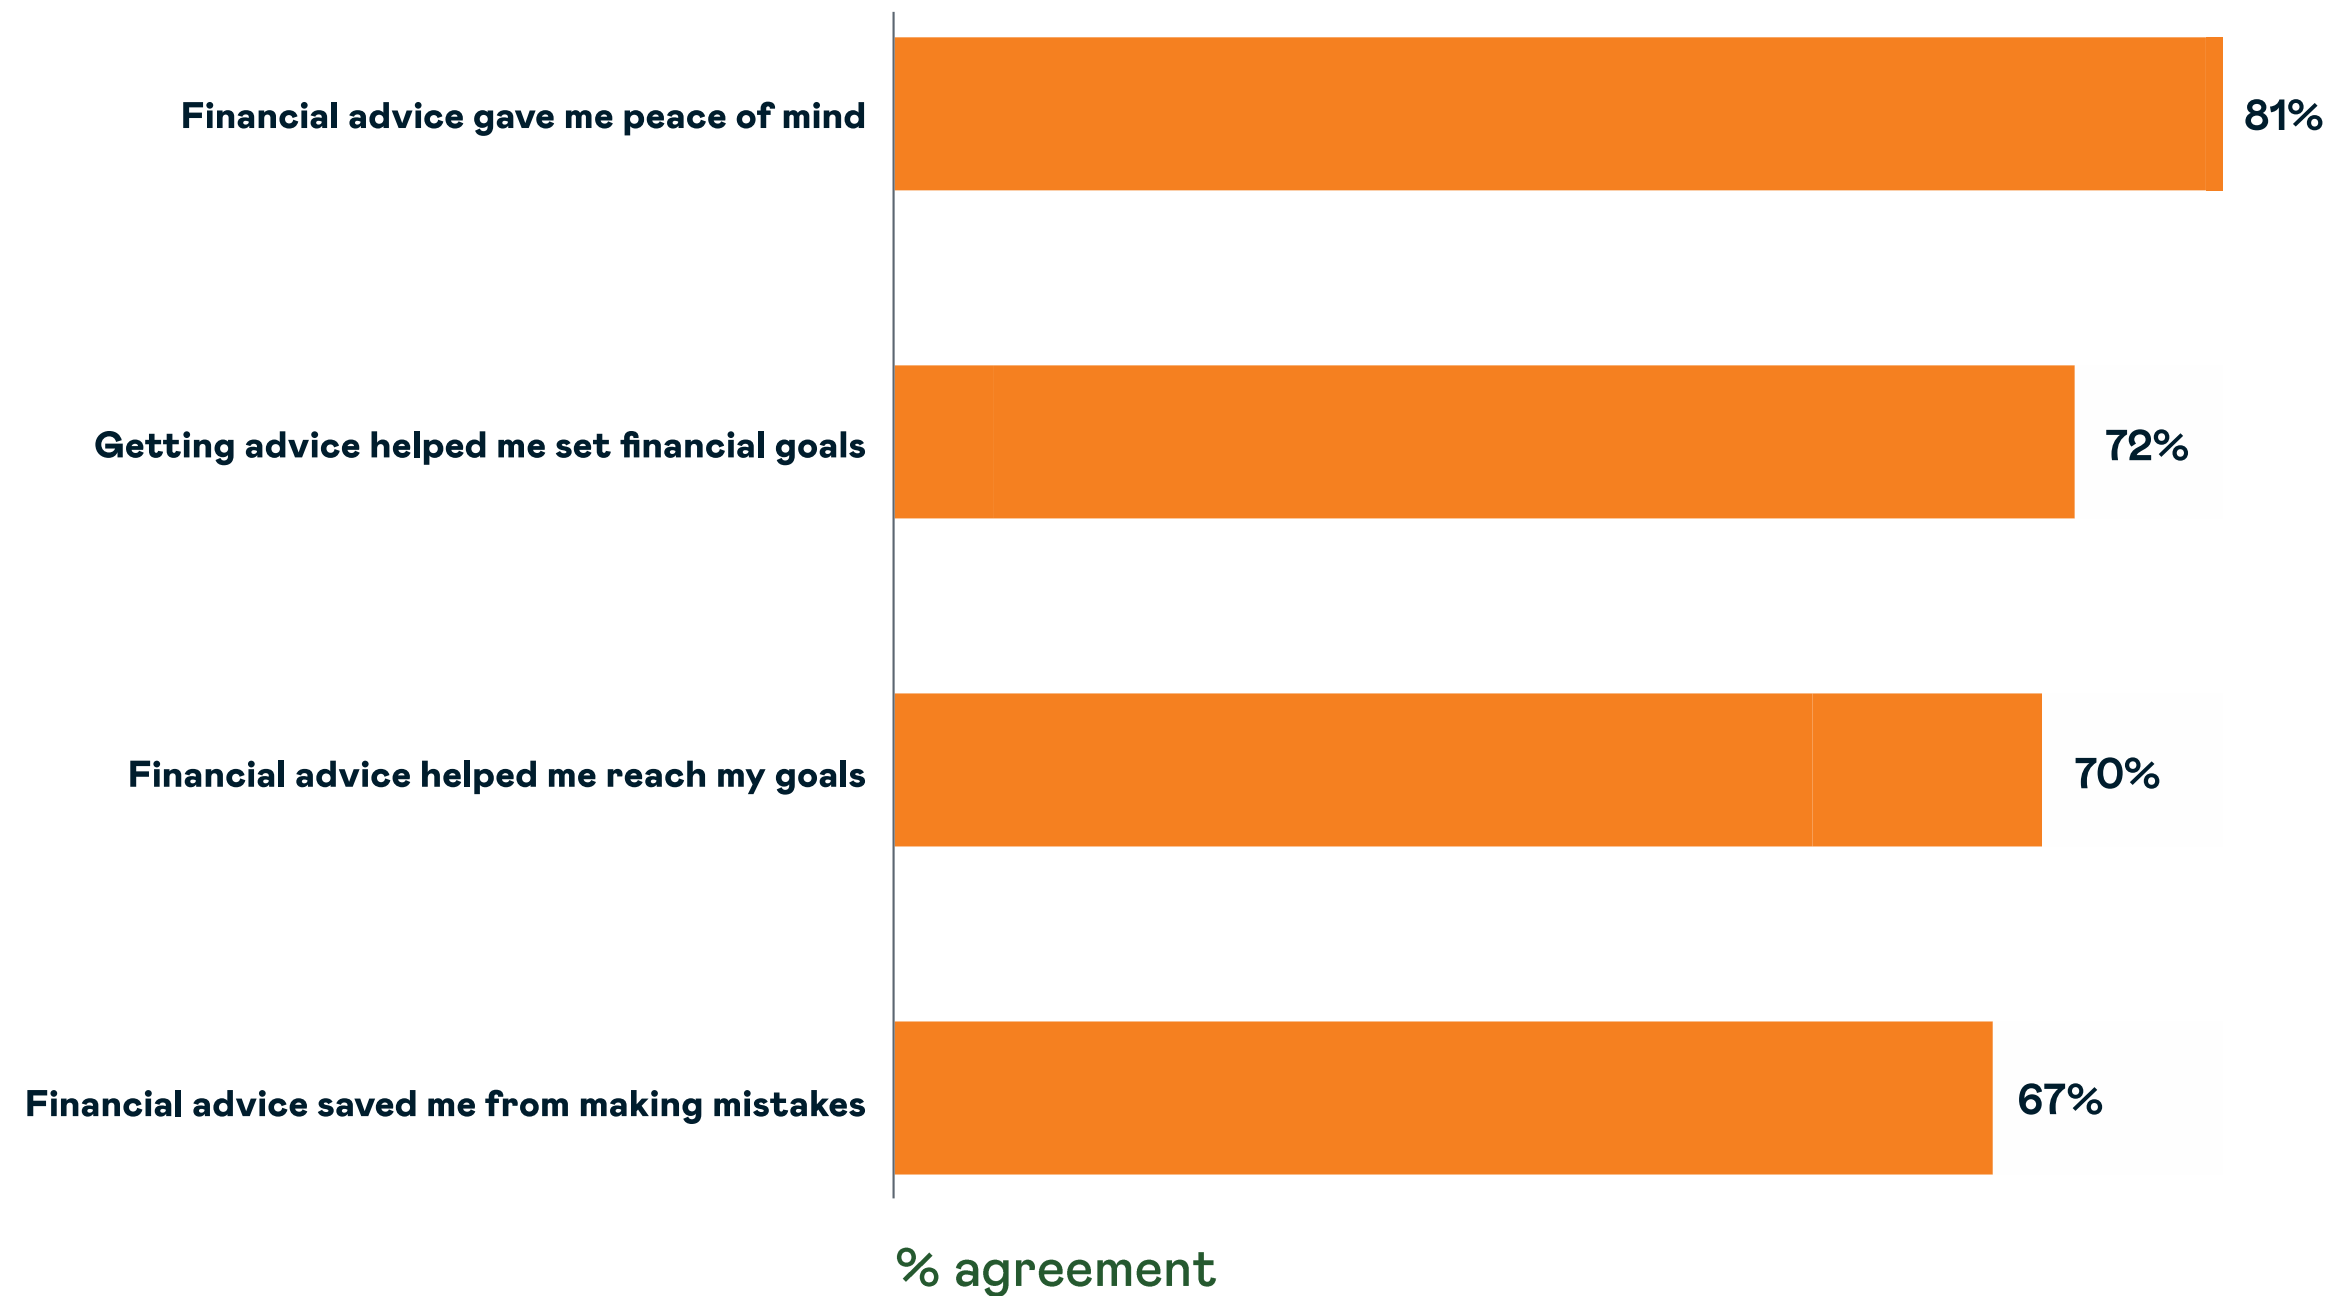 Financial advice gave me peace of mind 81%
Getting advice helped me set financial goals 72%
Financial advice helped me reach my goals 70%
Financial advice saved me from making mistakes 67%
% agreement